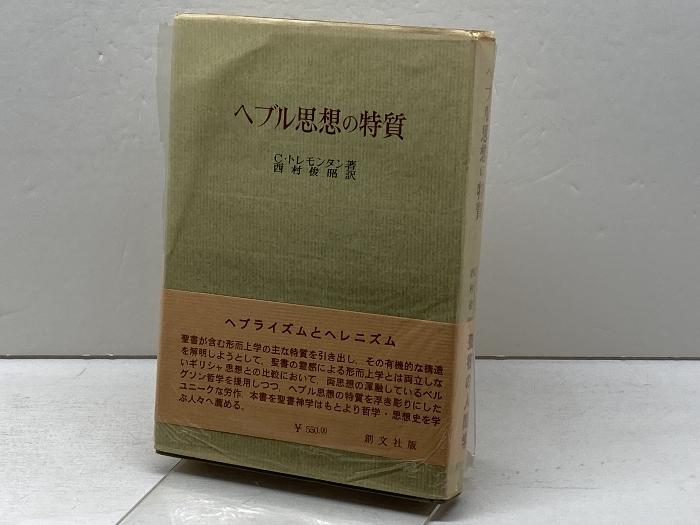 ヘブル思想の特質
C・トレモンタン著
西村俊昭訳
ヘブライズムとヘレニズム
聖書が含む形而上学の主な特質を引き出し、その有機的な構造
を解明しようとして、聖書の霊感による形而上学とは両立しな
いギリシャ思想との比較において、両思想の渾融しているベル
グソン哲学を援用しつつ、ヘブル思想の特質を浮き彫りにした
ユニークな労作。本書を聖書神学はもとより哲学・思想史を学
ぶ人々へ薦める。
¥ 550.00
創文社版
ヘブル思想の特質